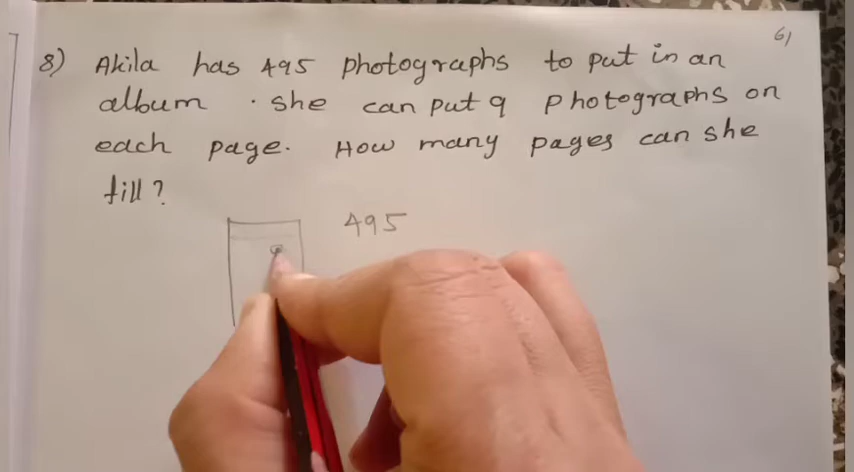 61
8) Akila has 495 photographs to put in an
album. she can put 9 photographs on
each page. How many pages can she
fill?
495